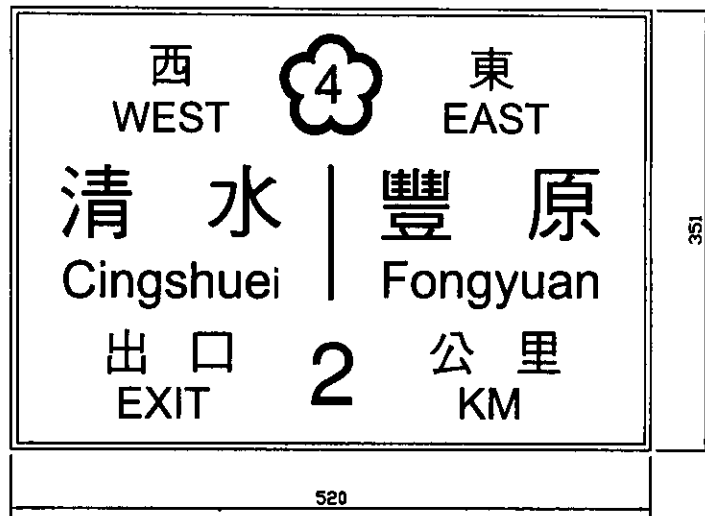 西 4 東
WEST EAST
清 水 豐 原
Cingshuei Fongyuan
出 口 2 公 里
EXIT KM
351
520